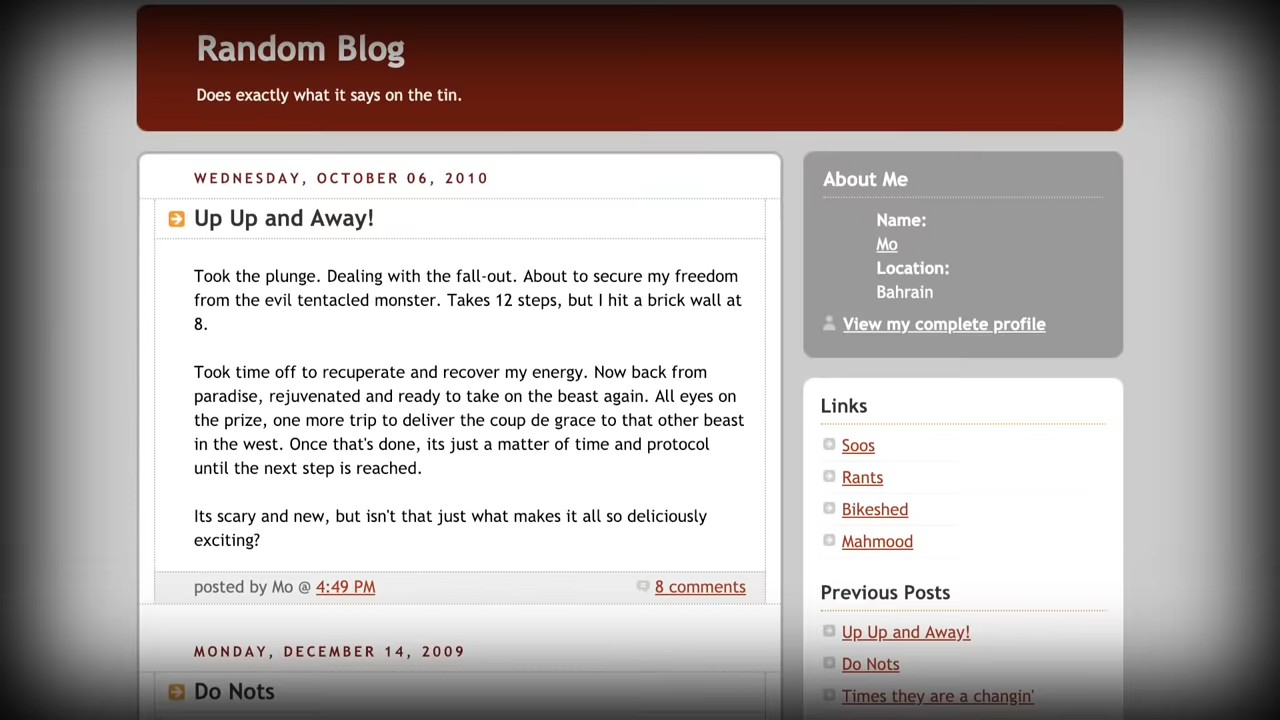 Random Blog
Does exactly what it says on the tin.
WEDNESDAY, OCTOBER 06, 2010
Up Up and Away!
Took the plunge. Dealing with the fall-out. About to secure my freedom
from the evil tentacled monster. Takes 12 steps, but I hit a brick wall at
8.
Took time off to recuperate and recover my energy. Now back from
paradise, rejuvenated and ready to take on the beast again. All eyes on
the prize, one more trip to deliver the coup de grace to that other beast
in the west. Once that's done, its just a matter of time and protocol
until the next step is reached.
Its scary and new, but isn't that just what makes it all so deliciously
exciting?
posted by Mo @ 4:49 PM
8 comments
MONDAY, DECEMBER 14, 2009
Do Nots
About Me
Name:
Mo
Location:
Bahrain
View my complete profile
Links
Soos
Rants
Bikeshed
Mahmood
Previous Posts
Up Up and Away!
Do Nots
Times they are a changin'